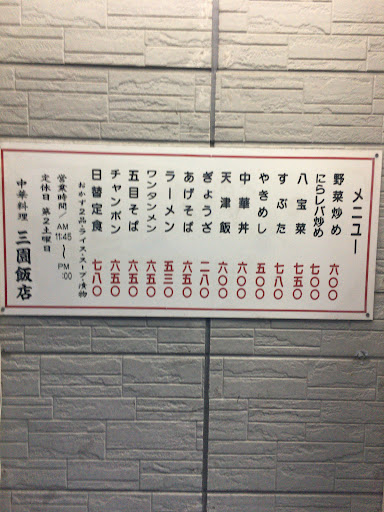 メニュー
野菜炒め 六〇〇
にらレバ炒め 七〇〇
八宝菜 七五〇
すぶた 七八〇
やきめし 五〇〇
中華丼 六〇〇
天津飯 六〇〇
ぎょうざ 二八〇
あげそば 六五〇
ラーメン 五三〇
ワンタンメン 六五〇
五目そば 六五〇
チャンポン 六五〇
日替定食 七八〇
おかず2品・ライス・スープ・漬物
営業時間/AM 11:45〜PM :00
定休日 第2土曜日
中華料理 三園飯店